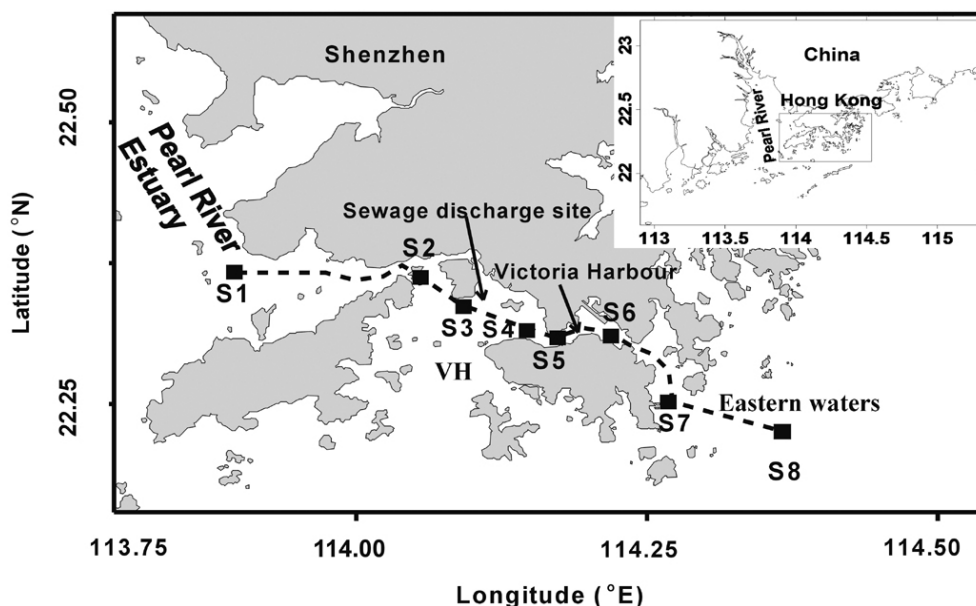 Shenzhen
Pearl River
Estuary
Sewage discharge site
Victoria Harbour
S1
S2
S3
S4
S5
S6
S7
S8
VH
Eastern waters
22.50
22.25
Latitude (°N)
113.75
114.00
114.25
114.50
Longitude (°E)
China
Hong Kong
Pearl River
23
22.5
22
113
113.5
114
114.5
115